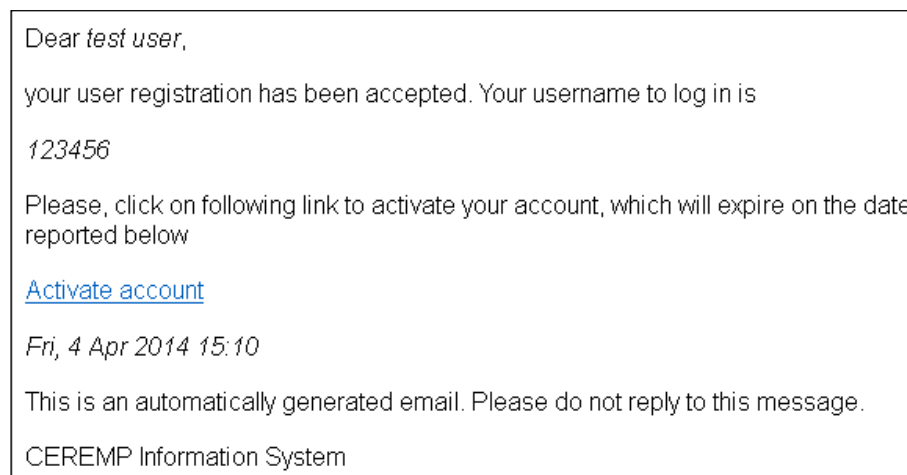 Dear test user,
your user registration has been accepted. Your username to log in is
123456
Please, click on following link to activate your account, which will expire on the date
reported below
Activate account
Fri, 4 Apr 2014 15:10
This is an automatically generated email. Please do not reply to this message.
CEREMP Information System